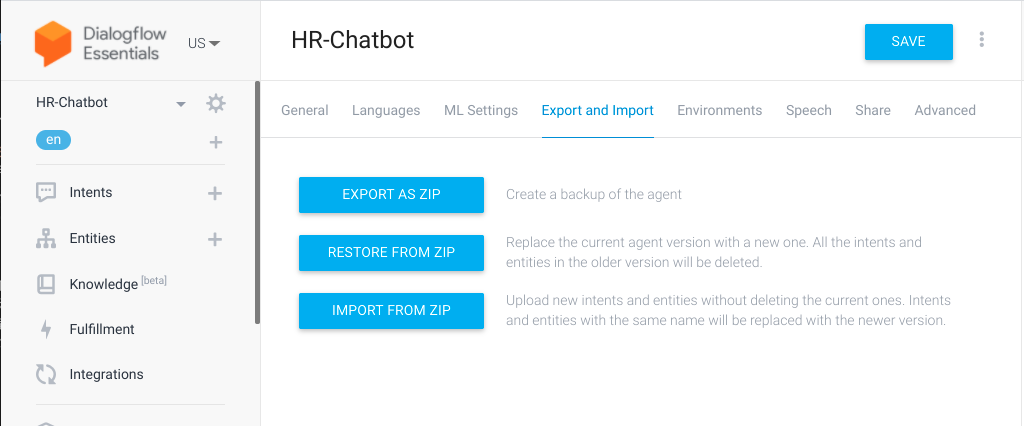 Dialogflow
Essentials
US
HR-Chatbot
SAVE
HR-Chatbot
en
Intents
Entities
Knowledge [beta]
Fulfillment
Integrations
General Languages ML Settings Export and Import Environments Speech Share Advanced
EXPORT AS ZIP
Create a backup of the agent
RESTORE FROM ZIP
Replace the current agent version with a new one. All the intents and
entities in the older version will be deleted.
IMPORT FROM ZIP
Upload new intents and entities without deleting the current ones. Intents
and entities with the same name will be replaced with the newer version.